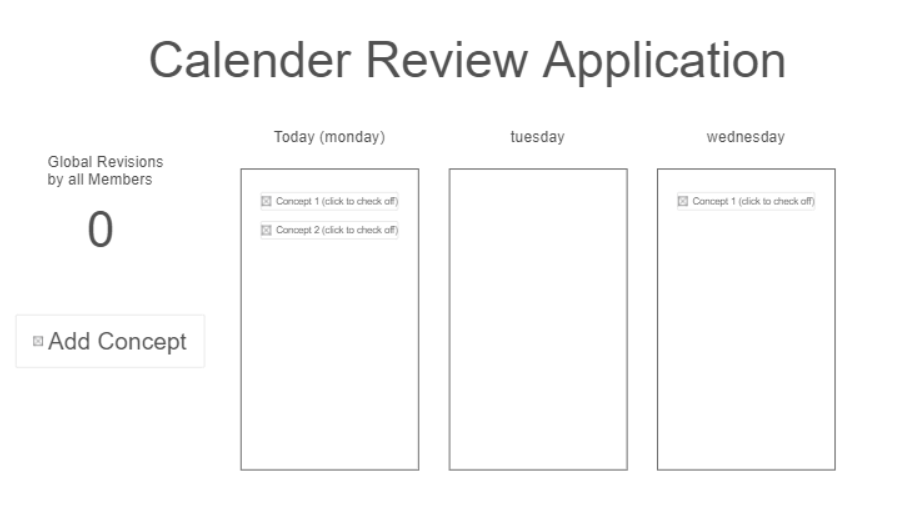 Calender Review Application
Today (monday)
tuesday
wednesday
Global Revisions
by all Members
0
Add Concept
Concept 1 (click to check off)
Concept 2 (click to check off)
Concept 1 (click to check off)